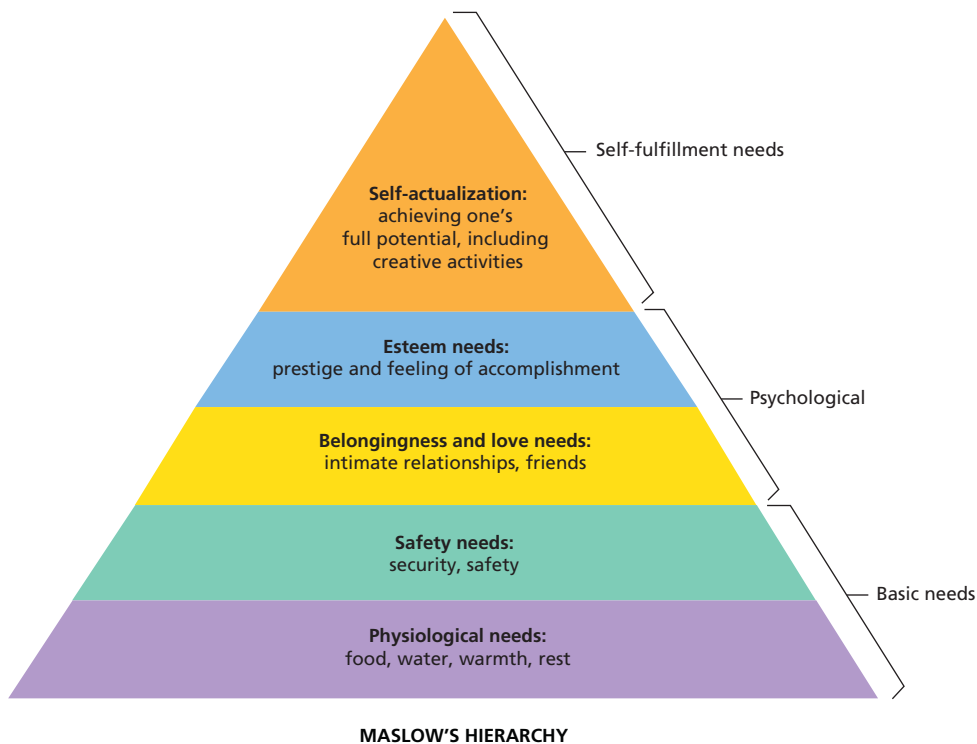 Self-actualization:
achieving one's
full potential, including
creative activities
Self-fulfillment needs
Esteem needs:
prestige and feeling of accomplishment
Psychological
Belongingness and love needs:
intimate relationships, friends
Safety needs:
security, safety
Basic needs
Physiological needs:
food, water, warmth, rest
MASLOW'S HIERARCHY